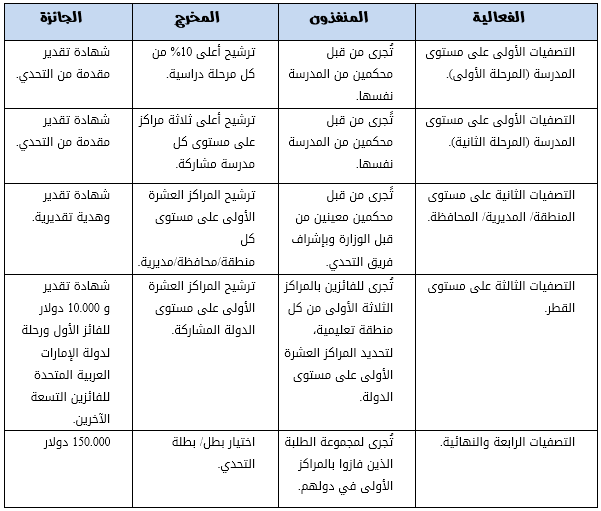 الفعالية
المنفذون
المخرج
الجائزة
التصفيات الأولى على مستوى
المدرسة (المرحلة الأولى).
تُجرى من قبل
محكمين من المدرسة
نفسها.
ترشيح أعلى 10% من
كل مرحلة دراسية.
شهادة تقدير
مقدمة من التحدي.
التصفيات الأولى على مستوى
المدرسة (المرحلة الثانية).
تُجرى من قبل
محكمين من المدرسة
نفسها.
ترشيح أعلى ثلاثة مراكز
على مستوى كل
مدرسة مشاركة.
شهادة تقدير
مقدمة من التحدي.
التصفيات الثانية على مستوى
المنطقة/ المديرية/ المحافظة.
تُجرى من قبل
محكمين معينين من
قبل الوزارة وبإشراف
فريق التحدي.
ترشيح المراكز العشرة
الأولى على مستوى
كل
منطقة/محافظة/مديرية.
شهادة تقدير
وهدية تقديرية.
التصفيات الثالثة على مستوى
القطر.
تُجرى للفائزين بالمراكز
الثلاثة الأولى من كل
منطقة تعليمية،
لتحديد المراكز العشرة
الأولى على مستوى
الدولة.
ترشيح المراكز العشرة
الأولى على مستوى
الدولة المشاركة.
شهادة تقدير
و 10.000 دولار
للفائز الأول ورحلة
لدولة الإمارات
العربية المتحدة
للفائزين التسعة
الآخرين.
التصفيات الرابعة والنهائية.
تُجرى لمجموعة الطلبة
الذين فازوا بالمراكز
الأولى في دولهم.
اختيار بطل/ بطلة
التحدي.
150.000 دولار